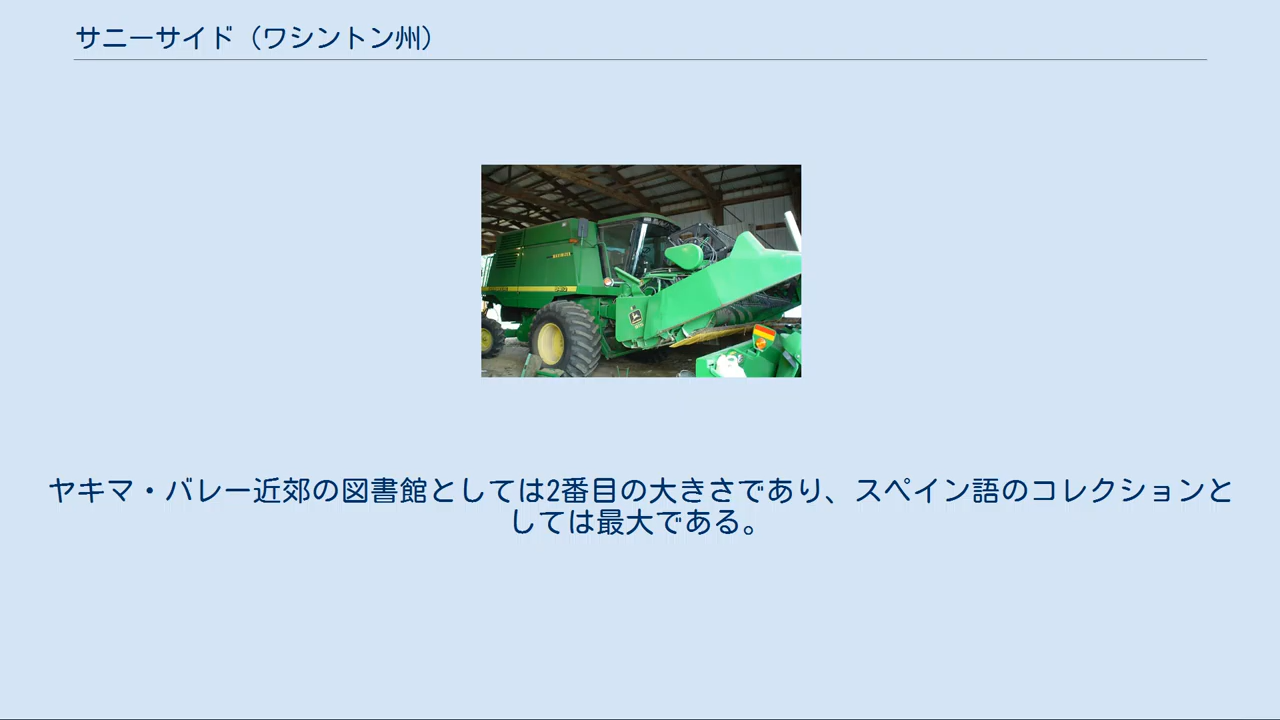 サニーサイド（ワシントン州）
ヤキマ・バレー近郊の図書館としては2番目の大きさであり、スペイン語のコレクションと
しては最大である。